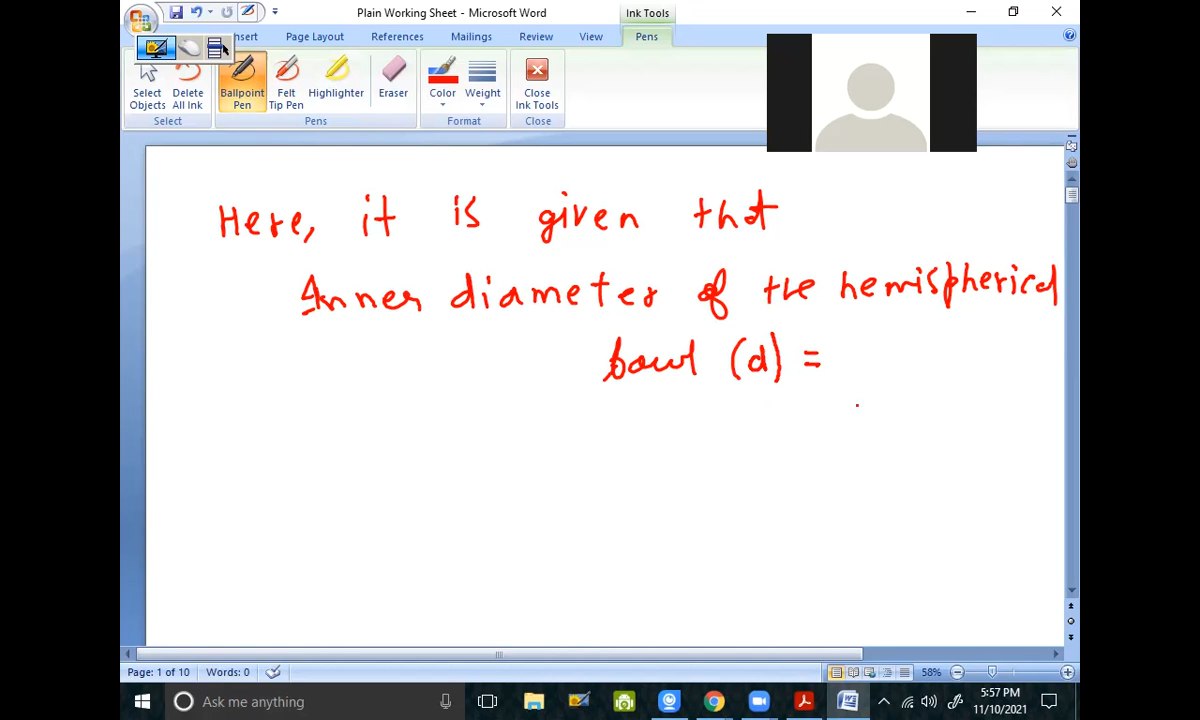 Plain Working Sheet - Microsoft Word
Ink Tools
nsert Page Layout References Mailings Review View Pens
Select Objects
Delete All Ink
Ballpoint Pen
Felt Tip Pen
Highlighter
Eraser
Color
Weight
Close Ink Tools
Select Pens Format Close
Here, it is given that
Inner diameter of the hemispherical
bowl (d) =
Page: 1 of 10 Words: 0 58%
Ask me anything
5:57 PM
11/10/2021